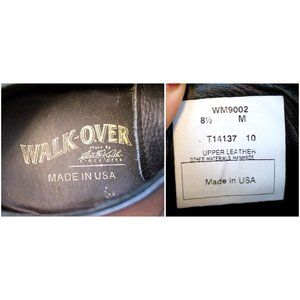 WALK-OVER
MADE IN USA
WM9002
8½ M
T14137 10
UPPER LEATHER
OTHER MATERIALS MANMADE
Made in USA